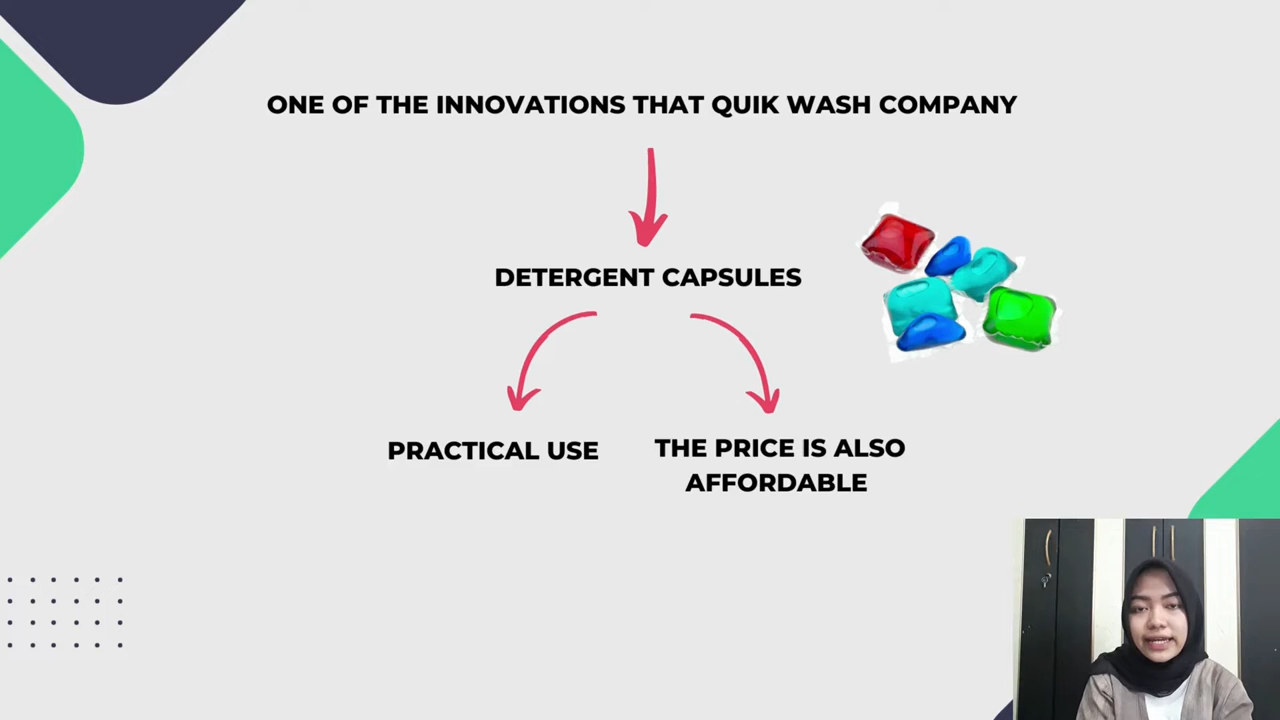 ONE OF THE INNOVATIONS THAT QUIK WASH COMPANY
DETERGENT CAPSULES
PRACTICAL USE
THE PRICE IS ALSO
AFFORDABLE